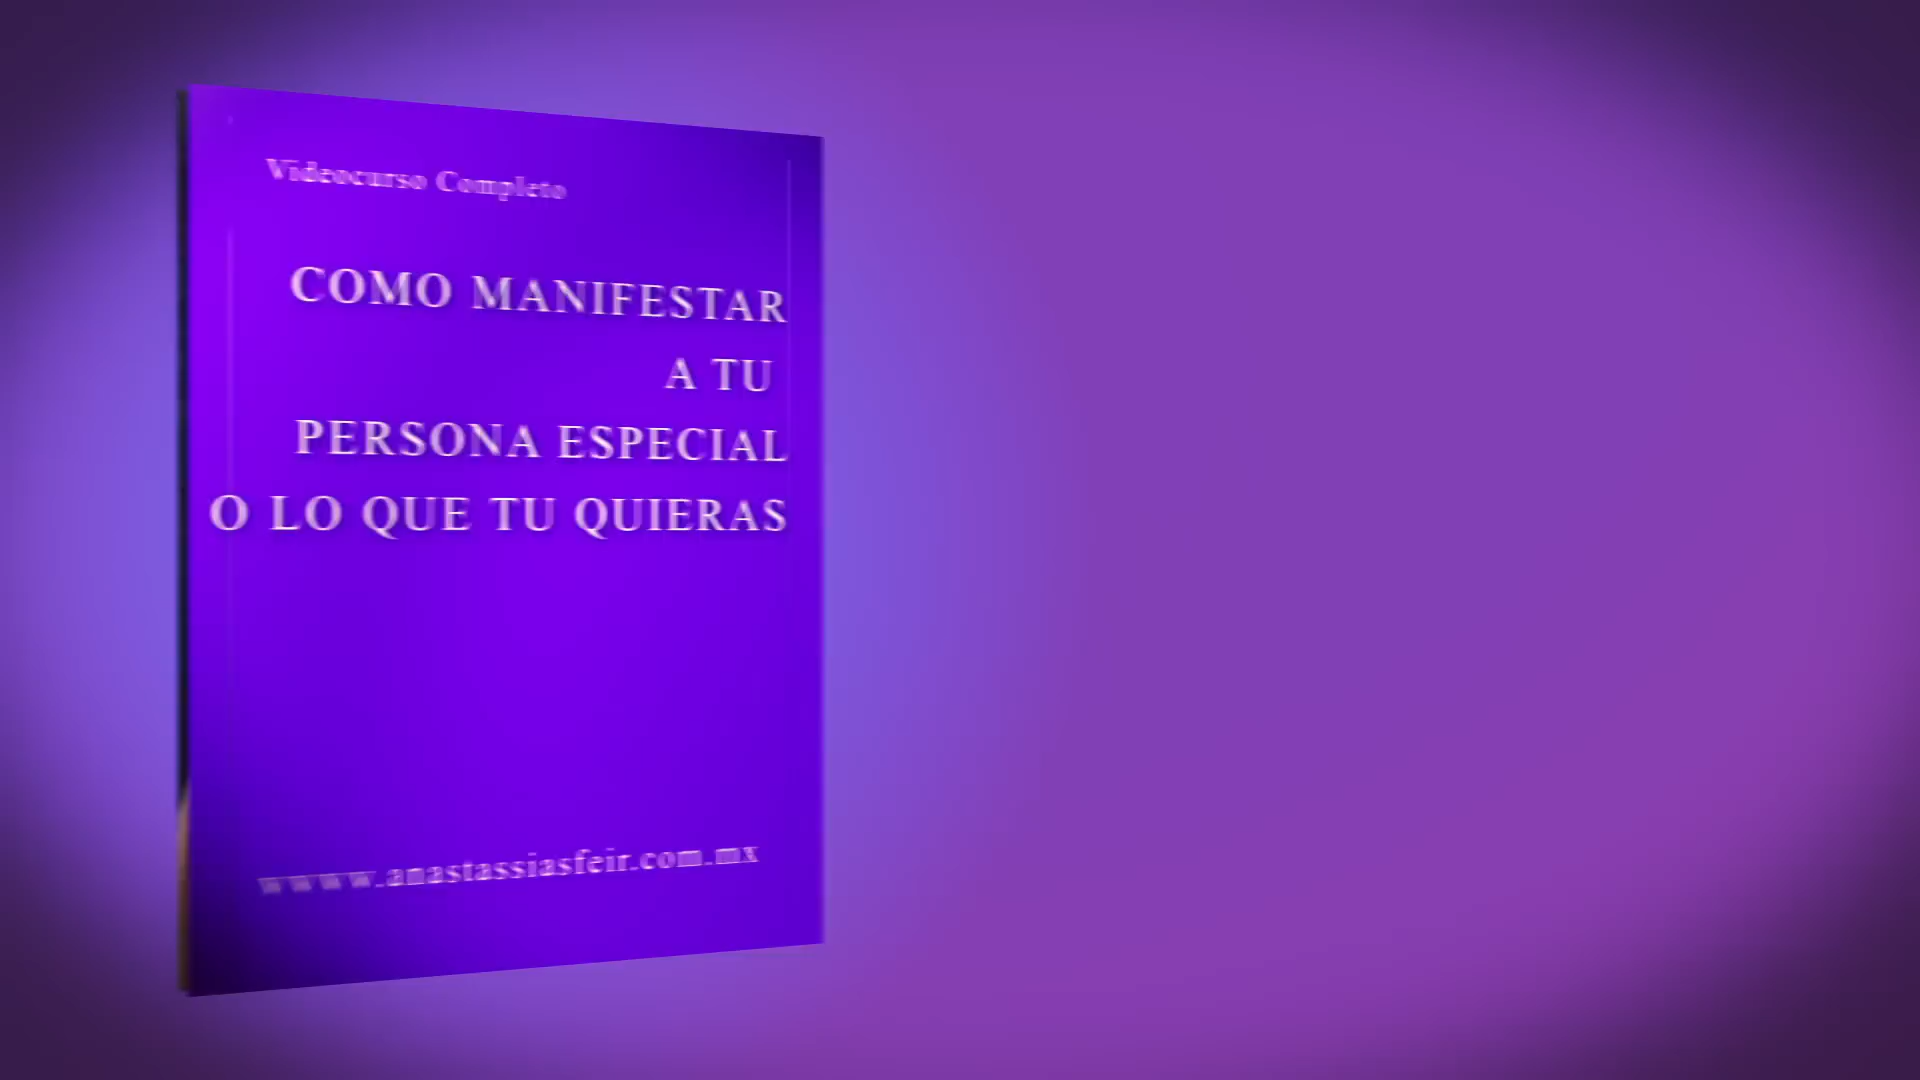 Videocurso Completo
COMO MANIFESTAR
A TU
PERSONA ESPECIAL
O LO QUE TU QUIERAS
www.anastassiasfeir.com.mx